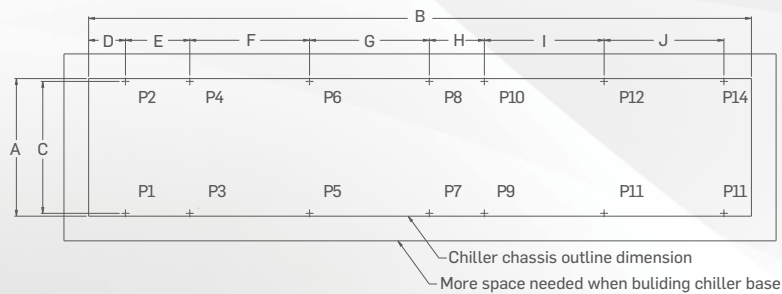 B
D E F G H I J
P2 P4 P6 P8 P10 P12 P14
A C
P1 P3 P5 P7 P9 P11 P11
Chiller chassis outline dimension
More space needed when buliding chiller base